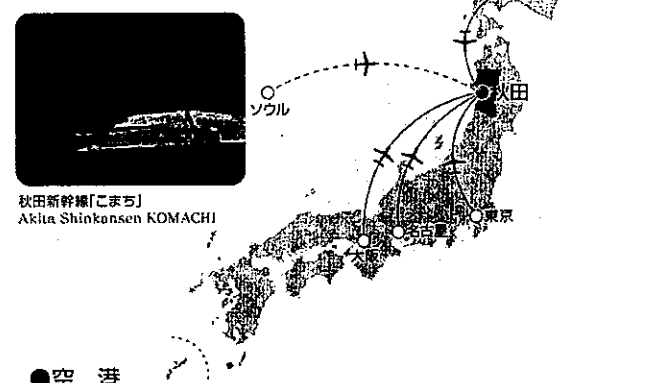 秋田新幹線「こまち」
Akita Shinkansen KOMACHI
ソウル
秋田
東京
名古屋
大阪
●空 港